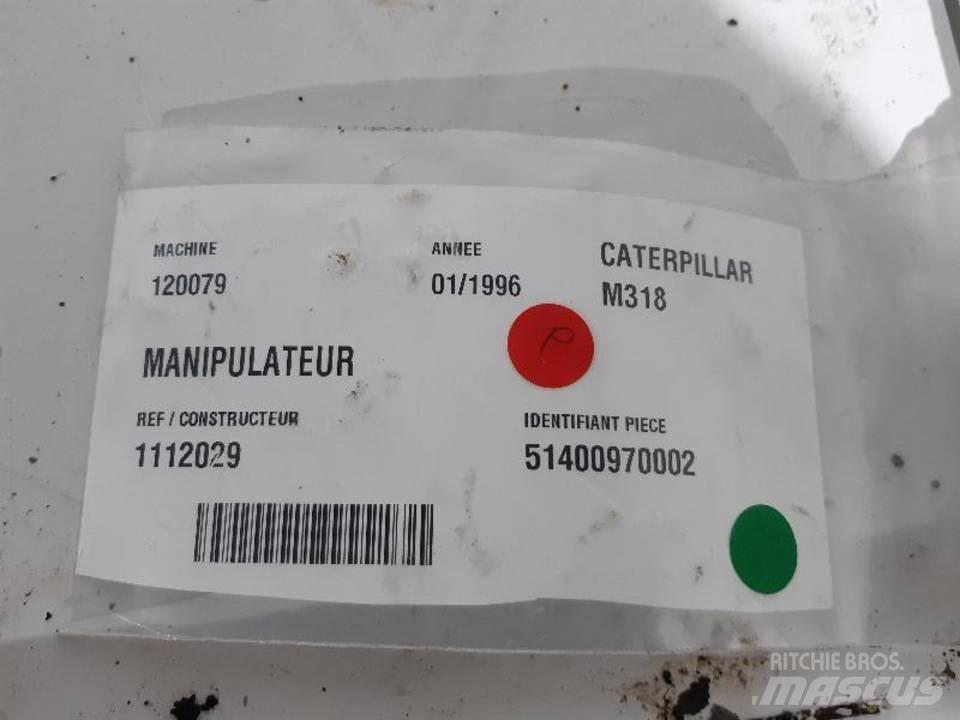 MACHINE
120079
ANNEE
01/1996
CATERPILLAR
M318
P
MANIPULATEUR
REF / CONSTRUCTEUR
1112029
IDENTIFIANT PIECE
51400970002
RITCHIE BROS.
MASCUS